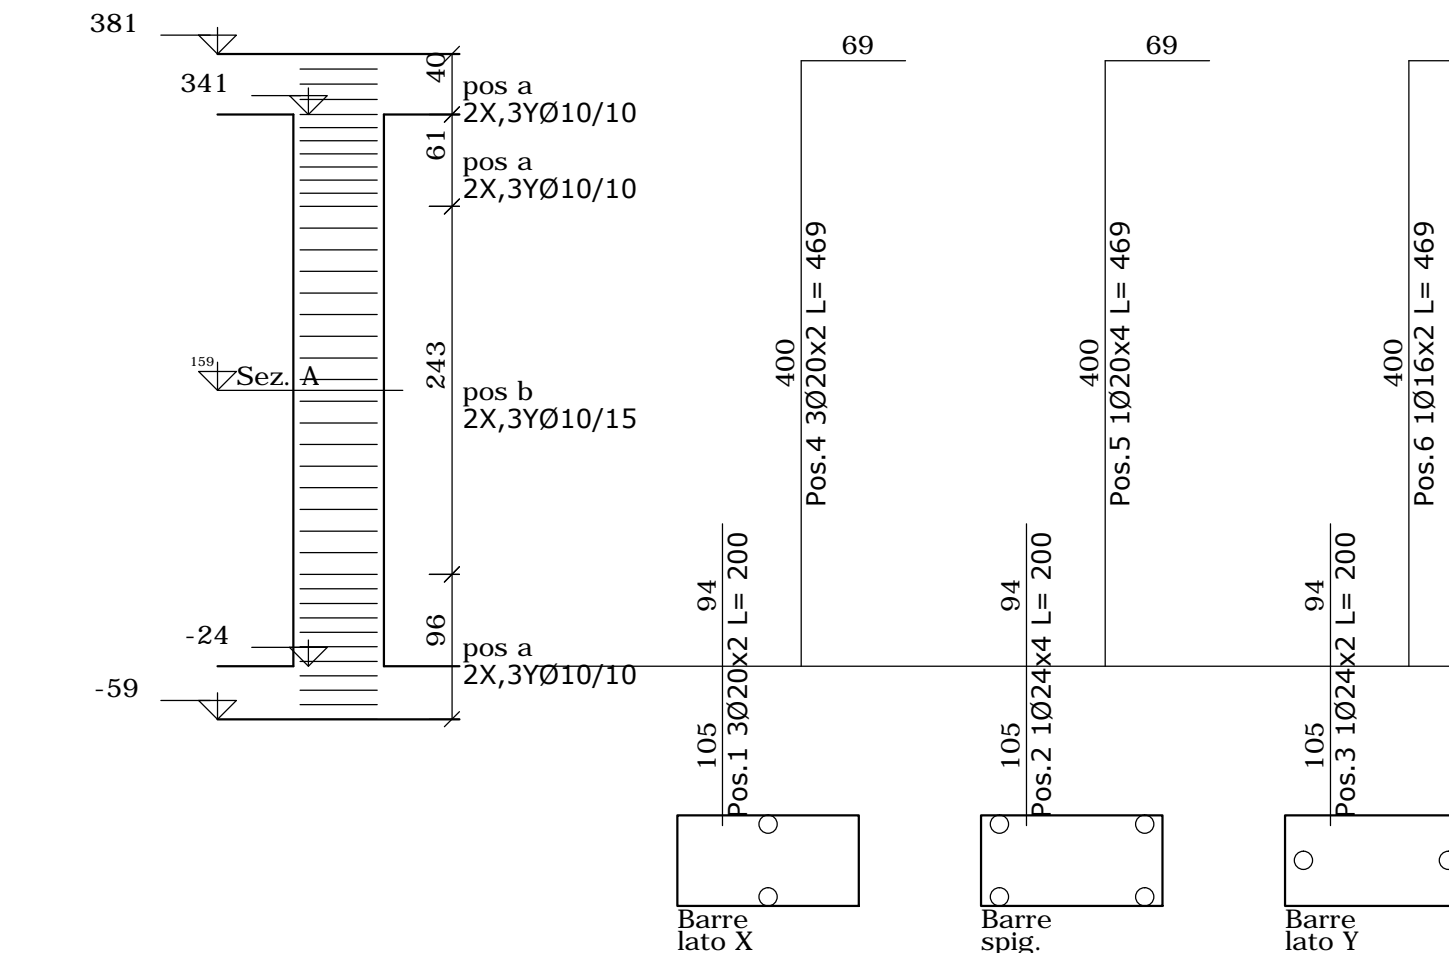 381
341
40
pos a
2X,3YØ10/10
61
pos a
2X,3YØ10/10
159
Sez. A
243
pos b
2X,3YØ10/15
-24
96
pos a
2X,3YØ10/10
-59
69
400
Pos.4 3Ø20x2 L= 469
94
105
Pos.1 3Ø20x2 L= 200
Barre
lato X
69
400
Pos.5 1Ø20x4 L= 469
94
105
Pos.2 1Ø24x4 L= 200
Barre
spig.
400
Pos.6 1Ø16x2 L= 469
94
105
Pos.3 1Ø24x2 L= 200
Barre
lato Y